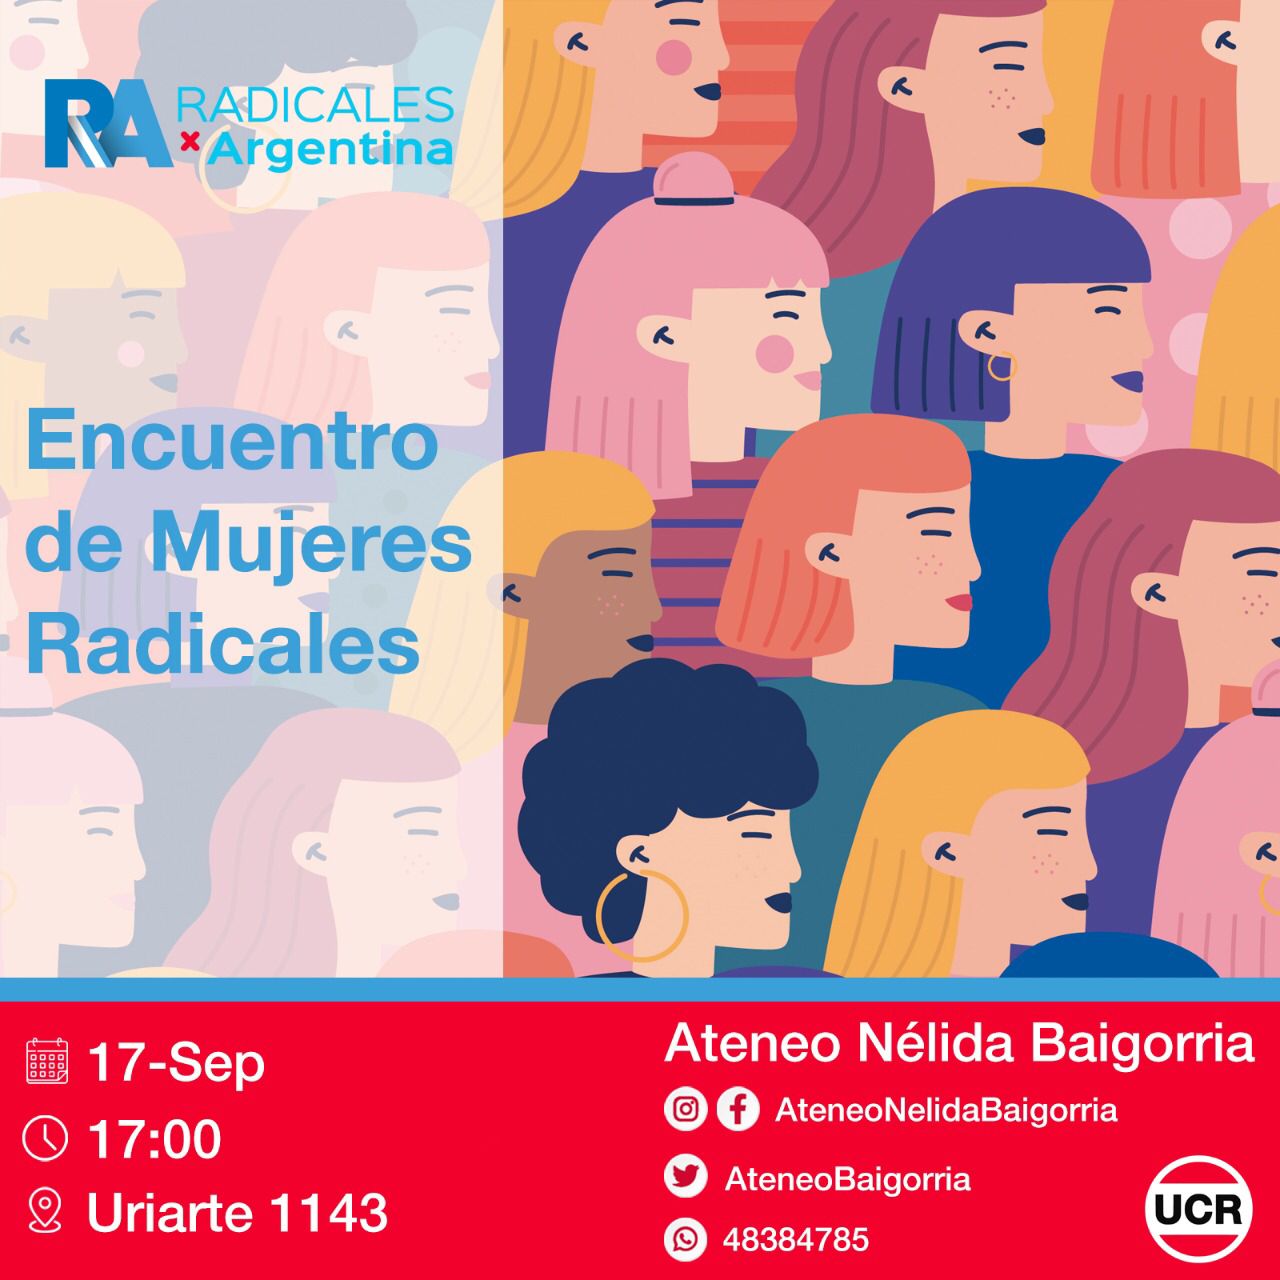 RA RADICALES
x Argentina
Encuentro
de Mujeres
Radicales
17-Sep
17:00
Uriarte 1143
Ateneo Nélida Baigorria
AteneoNelidaBaigorria
AteneoBaigorria
48384785
UCR